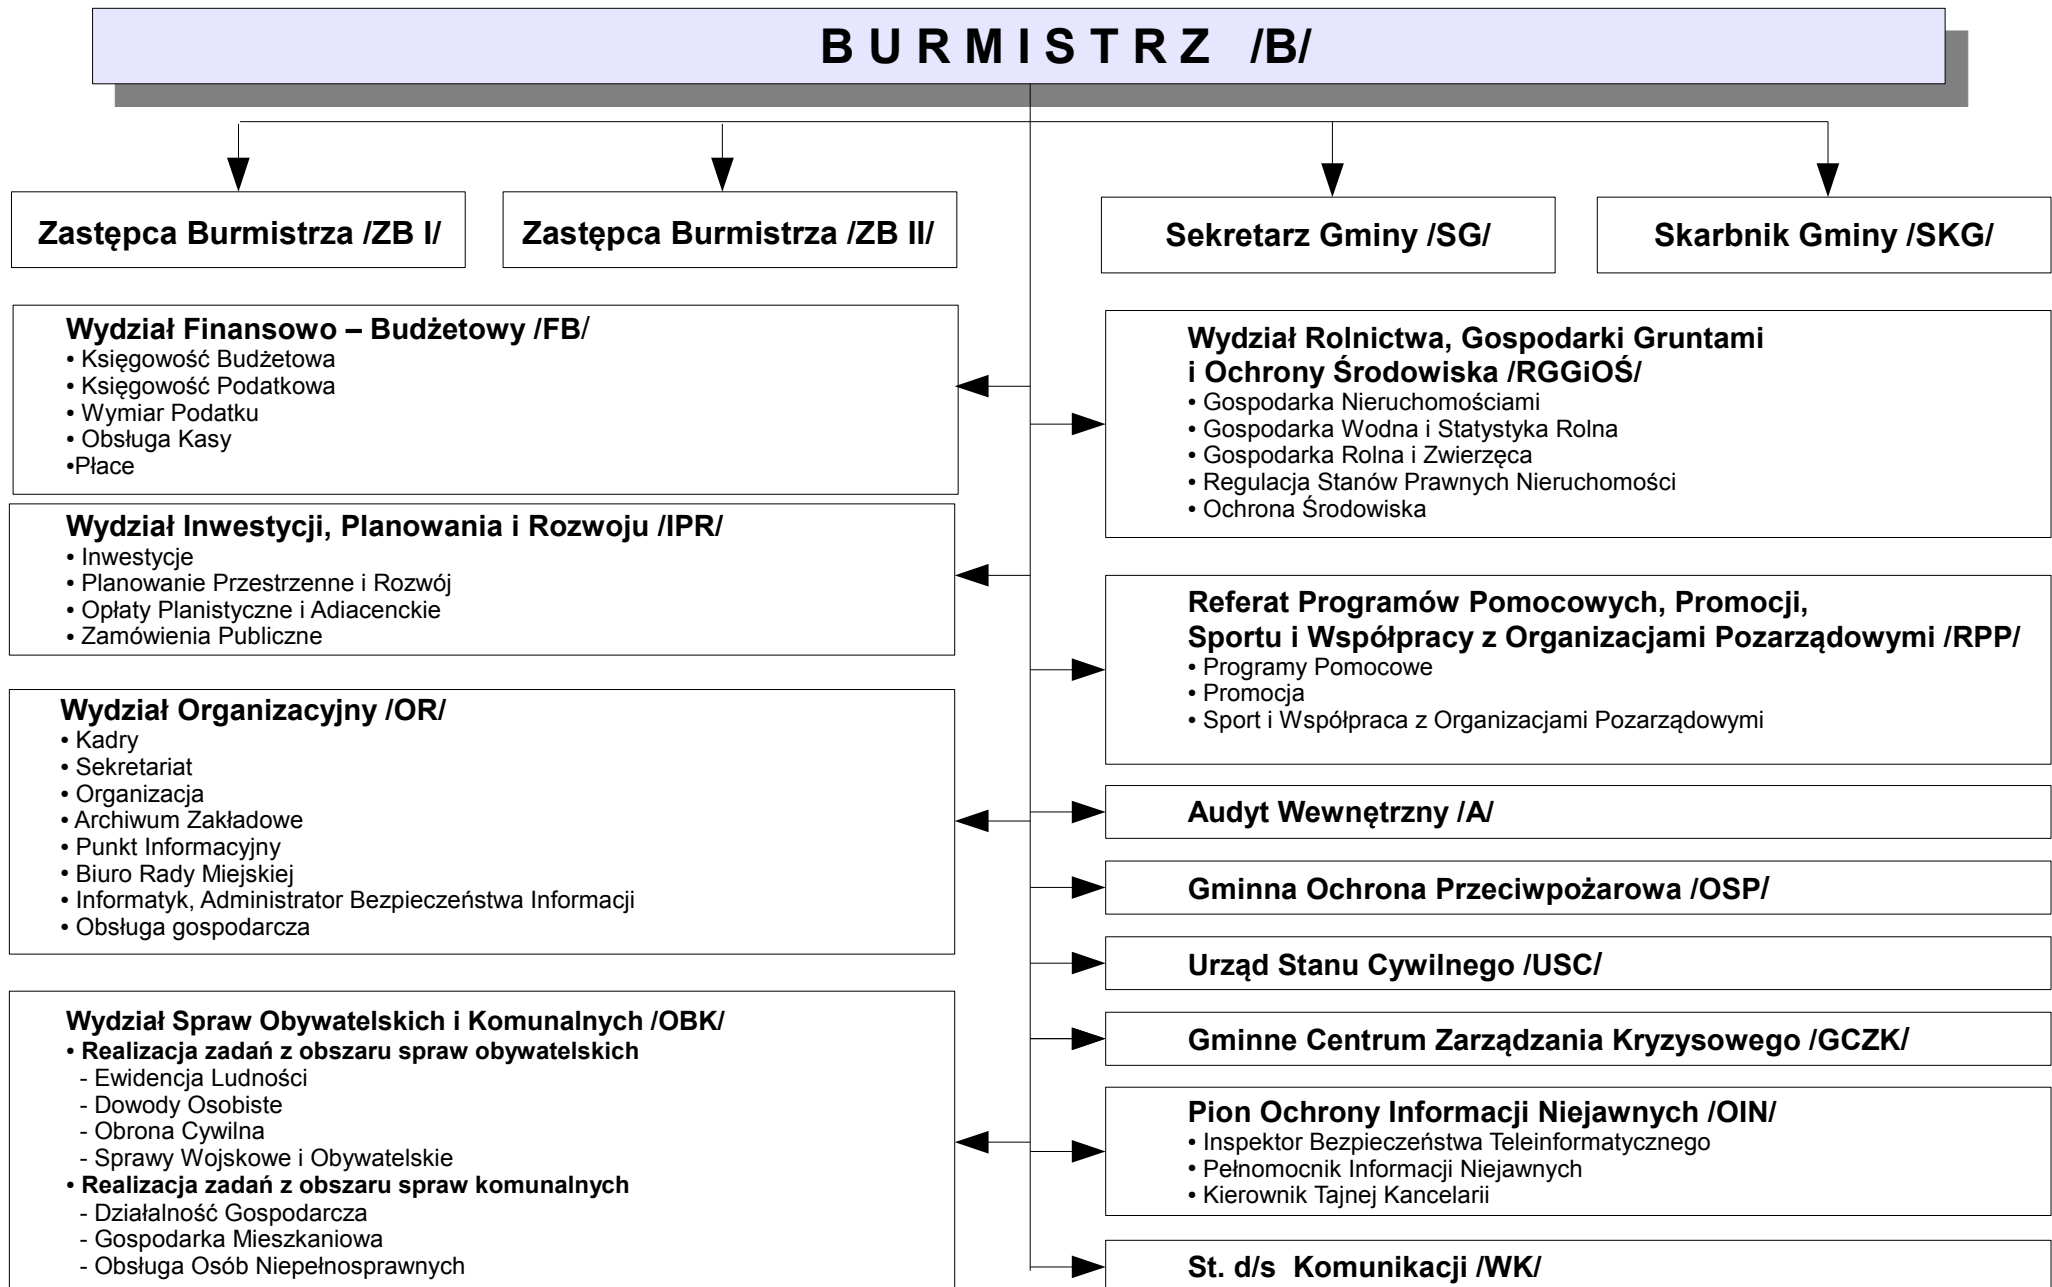 B U R M I S T R Z /B/
Zastępca Burmistrza /ZB I/
Zastępca Burmistrza /ZB II/
Sekretarz Gminy /SG/
Skarbnik Gminy /SKG/
Wydział Finansowo – Budżetowy /FB/
• Księgowość Budżetowa
• Księgowość Podatkowa
• Wymiar Podatku
• Obsługa Kasy
•Płace
Wydział Inwestycji, Planowania i Rozwoju /IPR/
• Inwestycje
• Planowanie Przestrzenne i Rozwój
• Opłaty Planistyczne i Adiacenckie
• Zamówienia Publiczne
Wydział Organizacyjny /OR/
• Kadry
• Sekretariat
• Organizacja
• Archiwum Zakładowe
• Punkt Informacyjny
• Biuro Rady Miejskiej
• Informatyk, Administrator Bezpieczeństwa Informacji
• Obsługa gospodarcza
Wydział Spraw Obywatelskich i Komunalnych /OBK/
• Realizacja zadań z obszaru spraw obywatelskich
- Ewidencja Ludności
- Dowody Osobiste
- Obrona Cywilna
- Sprawy Wojskowe i Obywatelskie
• Realizacja zadań z obszaru spraw komunalnych
- Działalność Gospodarcza
- Gospodarka Mieszkaniowa
- Obsługa Osób Niepełnosprawnych
Wydział Rolnictwa, Gospodarki Gruntami
i Ochrony Środowiska /RGGiOŚ/
• Gospodarka Nieruchomościami
• Gospodarka Wodna i Statystyka Rolna
• Gospodarka Rolna i Zwierzęca
• Regulacja Stanów Prawnych Nieruchomości
• Ochrona Środowiska
Referat Programów Pomocowych, Promocji,
Sportu i Współpracy z Organizacjami Pozarządowymi /RPP/
• Programy Pomocowe
• Promocja
• Sport i Współpraca z Organizacjami Pozarządowymi
Audyt Wewnętrzny /A/
Gminna Ochrona Przeciwpożarowa /OSP/
Urząd Stanu Cywilnego /USC/
Gminne Centrum Zarządzania Kryzysowego /GCZK/
Pion Ochrony Informacji Niejawnych /OIN/
• Inspektor Bezpieczeństwa Teleinformatycznego
• Pełnomocnik Informacji Niejawnych
• Kierownik Tajnej Kancelarii
St. d/s Komunikacji /WK/